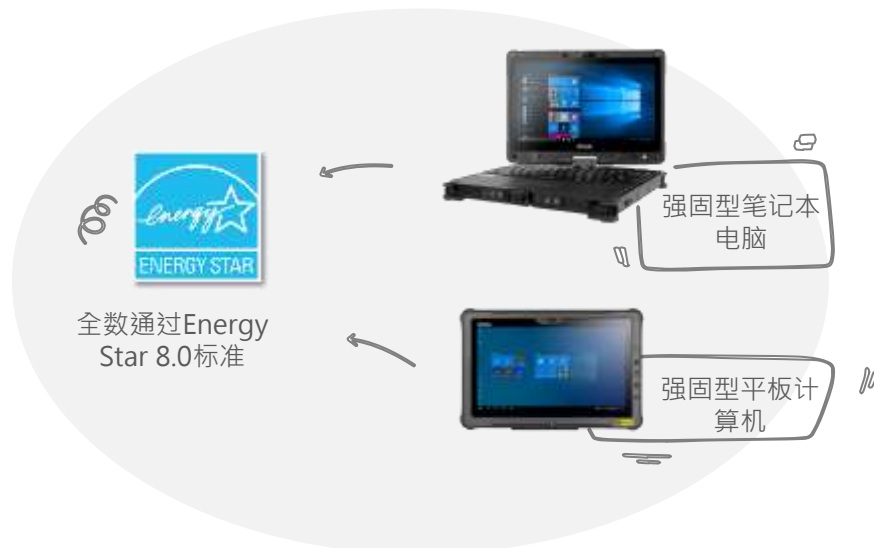 energy
ENERGY STAR
全数通过Energy
Star 8.0标准
强固型笔记本
电脑
强固型平板计
算机